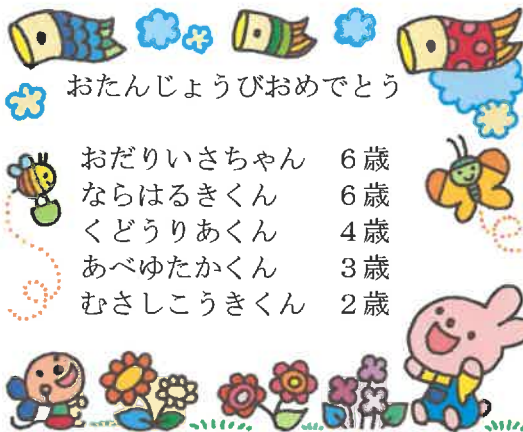 おたんじょうびおめでとう
おだりいさちゃん　6歳
ならはるきくん　6歳
くどうりあくん　4歳
あべゆたかくん　3歳
むさしこうきくん　2歳